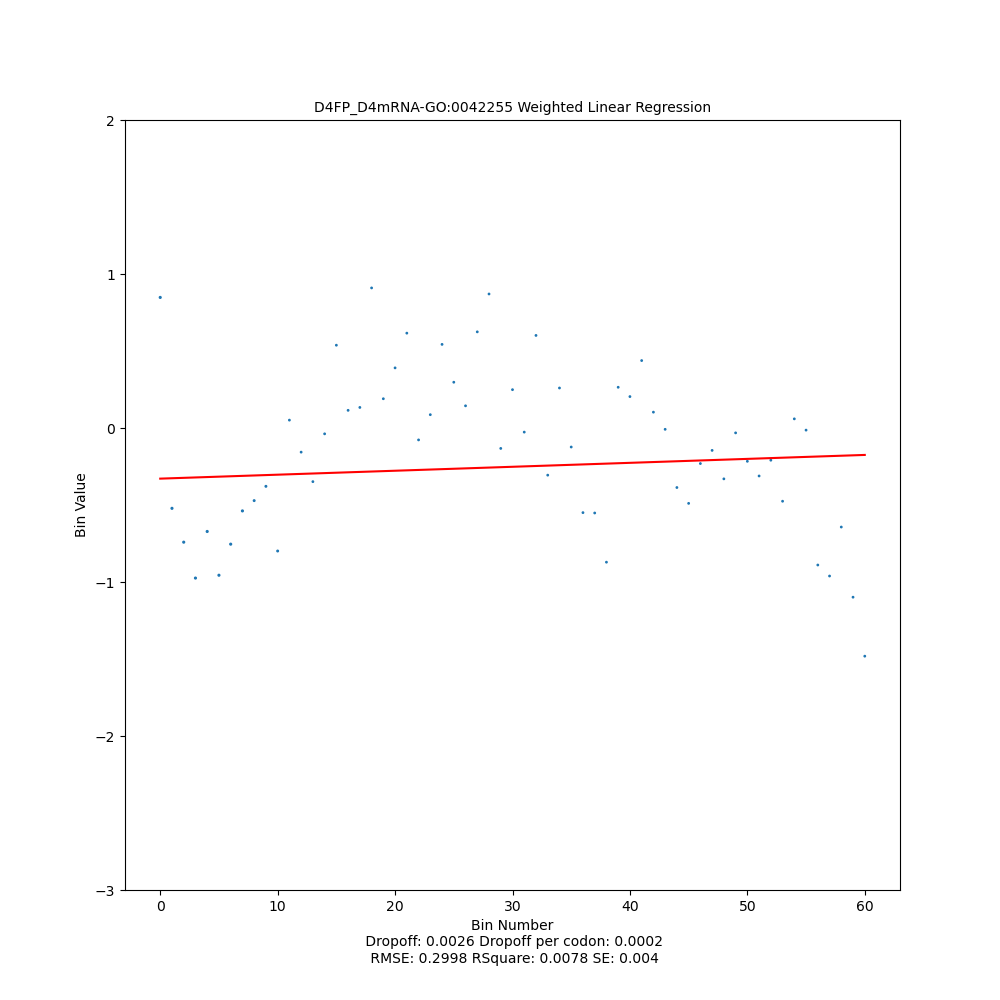 D4FP_D4mRNA-GO:0042255 Weighted Linear Regression
2
1
0
−1
−2
−3
Bin Value
0 10 20 30 40 50 60
Bin Number
Dropoff: 0.0026 Dropoff per codon: 0.0002
RMSE: 0.2998 RSquare: 0.0078 SE: 0.004